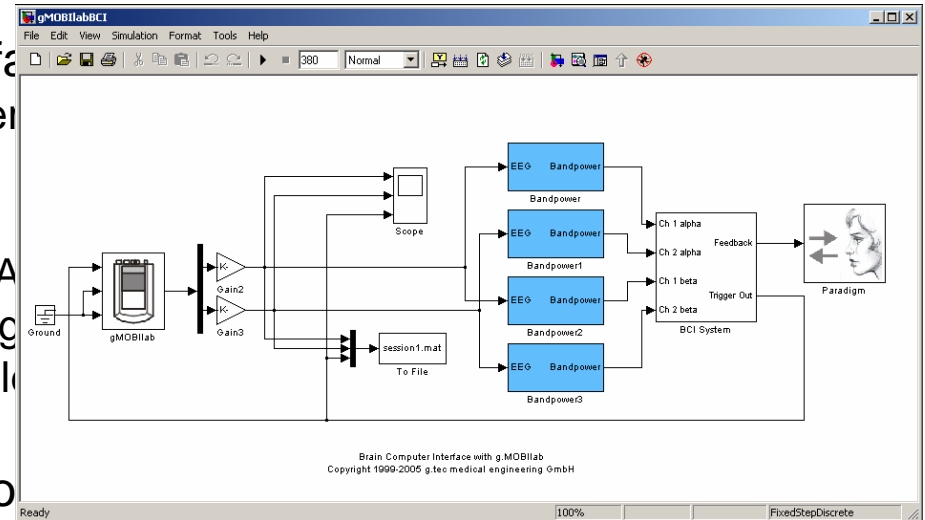 gMOBIlabBCI
File Edit View Simulation Format Tools Help
380 Normal
EEG Bandpower
Bandpower
Scope
EEG Bandpower
Bandpower1
Ch 1 alpha
Ch 2 alpha
Ch 1 beta
Ch 2 beta
Feedback
Trigger Out
BCI System
Paradigm
K-
Gain2
K-
Gain3
Ground
gMOBIlab
EEG Bandpower
Bandpower2
session1.mat
To File
EEG Bandpower
Bandpower3
Brain Computer Interface with g.MOBIlab
Copyright 1999-2005 g.tec medical engineering GmbH
Ready 100% FixedStepDiscrete